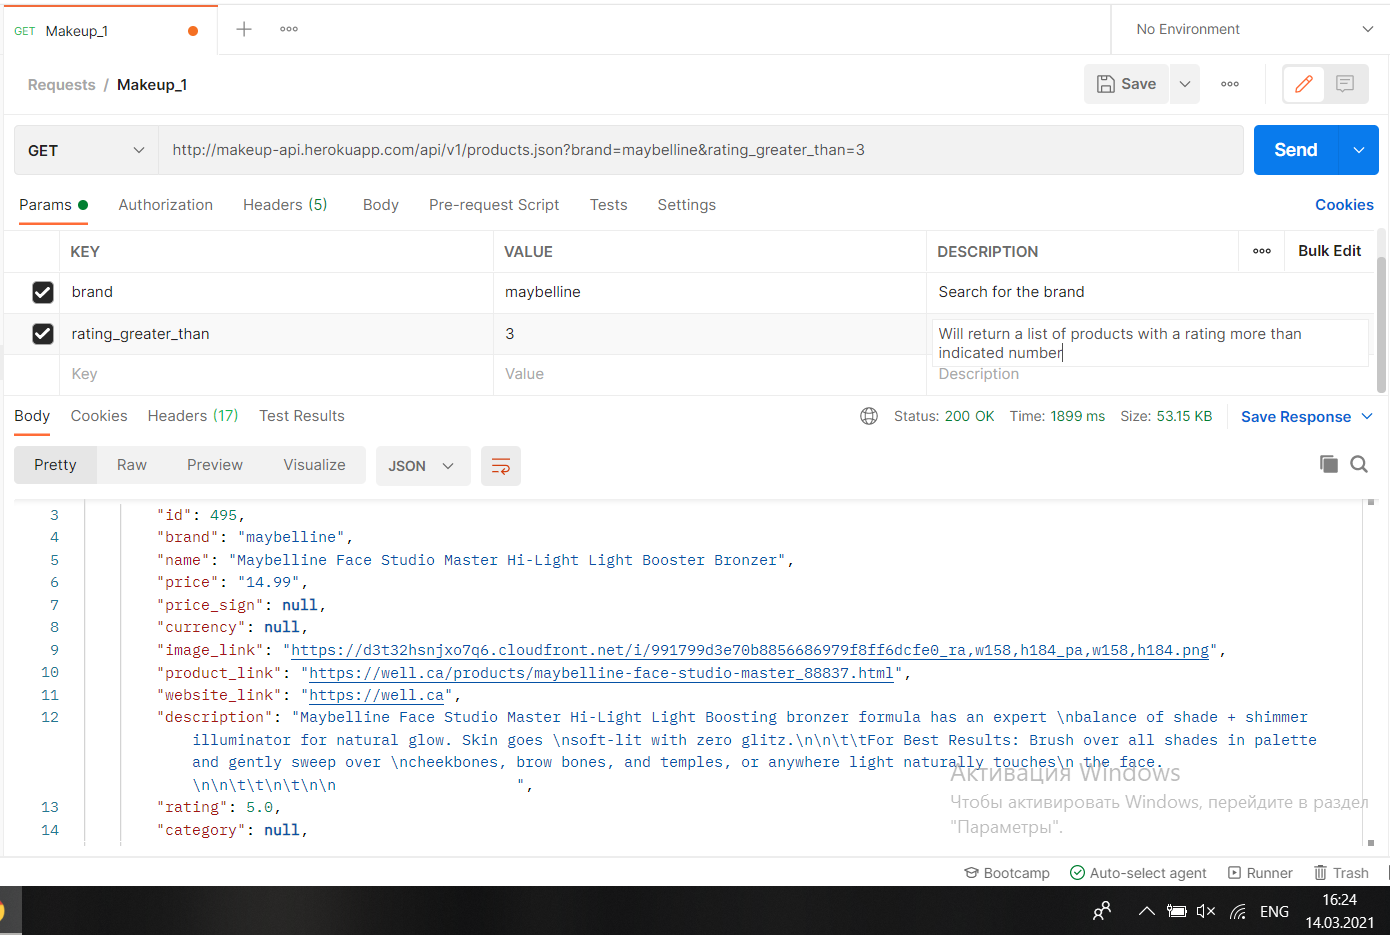 GET Makeup_1
No Environment
Requests / Makeup_1
Save
GET http://makeup-api.herokuapp.com/api/v1/products.json?brand=maybelline&rating_greater_than=3 Send
Params Authorization Headers (5) Body Pre-request Script Tests Settings Cookies
KEY VALUE DESCRIPTION Bulk Edit
brand maybelline Search for the brand
rating_greater_than 3 Will return a list of products with a rating more than
indicated number
Key Value Description
Body Cookies Headers (17) Test Results Status: 200 OK Time: 1899 ms Size: 53.15 KB Save Response
Pretty Raw Preview Visualize JSON
3 "id": 495,
4 "brand": "maybelline",
5 "name": "Maybelline Face Studio Master Hi-Light Light Booster Bronzer",
6 "price": "14.99",
7 "price_sign": null,
8 "currency": null,
9 "image_link": "https://d3t32hsnjxo7q6.cloudfront.net/i/991799d3e70b8856686979f8ff6dcfe0_ra,w158,h184_pa,w158,h184.png",
10 "product_link": "https://well.ca/products/maybelline-face-studio-master_88837.html",
11 "website_link": "https://well.ca",
12 "description": "Maybelline Face Studio Master Hi-Light Light Boosting bronzer formula has an expert \nbalance of shade + shimmer
illuminator for natural glow. Skin goes \nsoft-lit with zero glitz.\n\n\t\tFor Best Results: Brush over all shades in palette
and gently sweep over \ncheekbones, brow bones, and temples, or anywhere light naturally touches\n the face.
\n\n\t\t\n\t\n\n ",
13 "rating": 5.0,
14 "category": null,
Активация Windows
Чтобы активировать Windows, перейдите в раздел
"Параметры".
Bootcamp Auto-select agent Runner Trash
ENG
16:24
14.03.2021